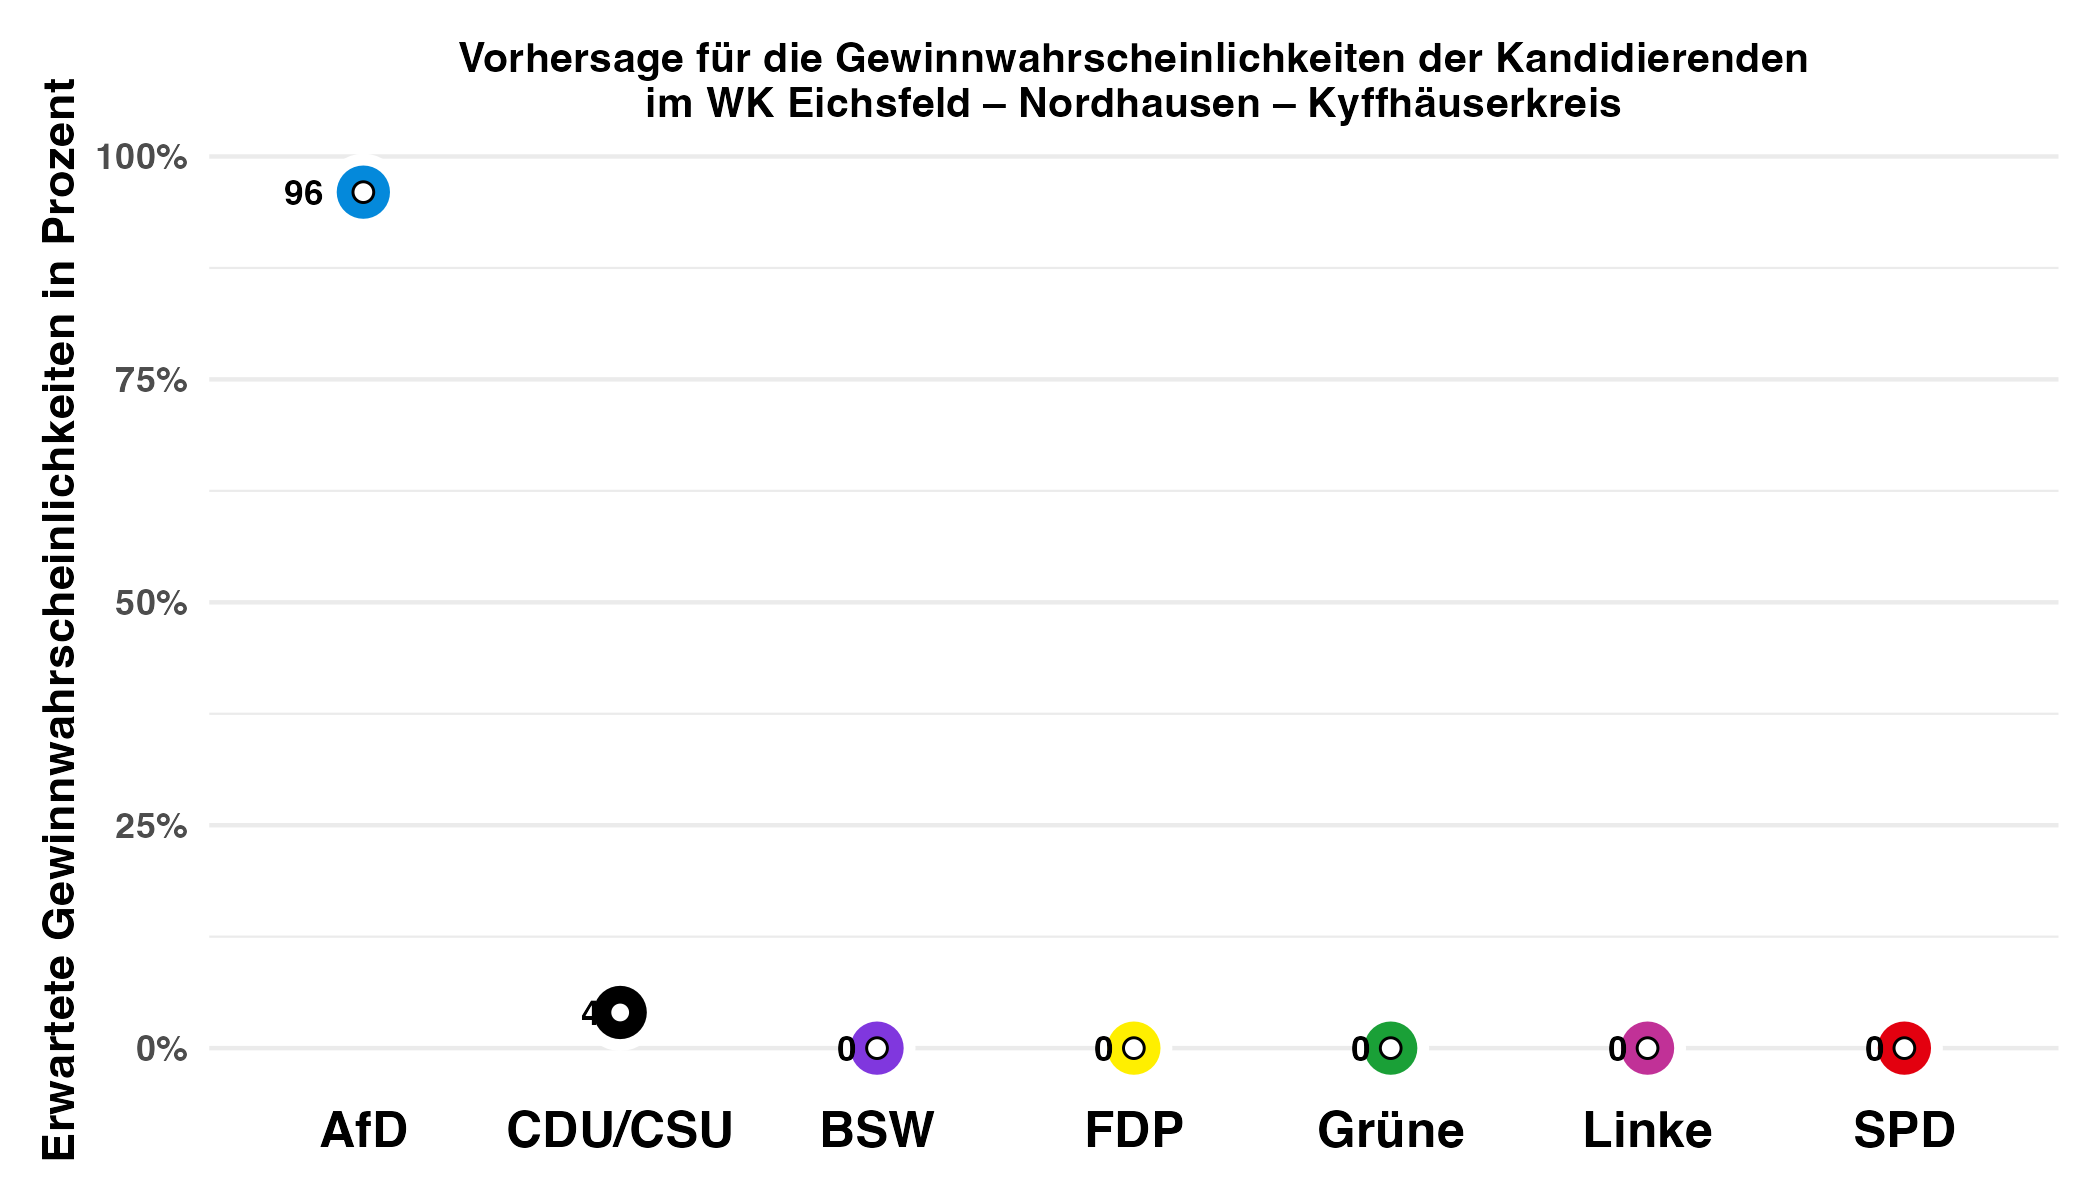 Vorhersage für die Gewinnwahrscheinlichkeiten der Kandidierenden
im WK Eichsfeld – Nordhausen – Kyffhäuserkreis
Erwartete Gewinnwahrscheinlichkeiten in Prozent
100%
75%
50%
25%
0%
96
4
0
0
0
0
0
AfD
CDU/CSU
BSW
FDP
Grüne
Linke
SPD